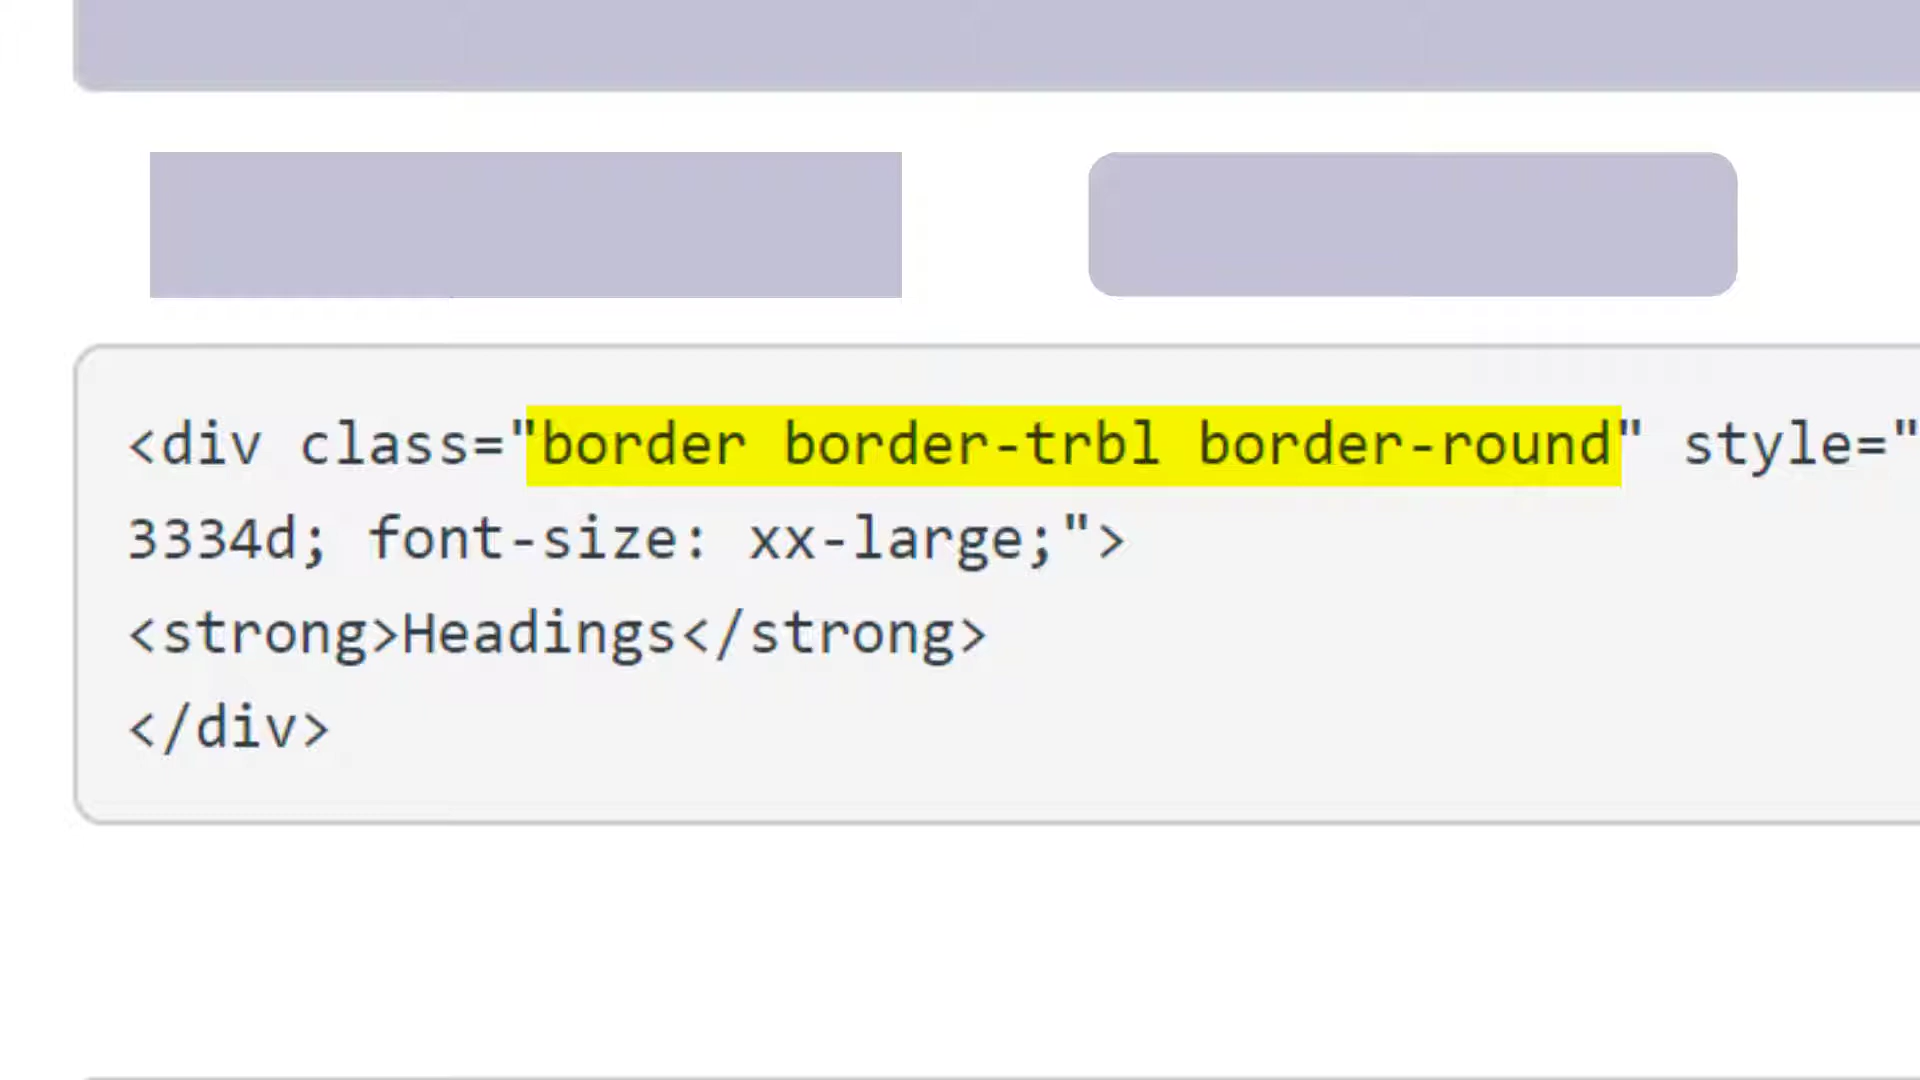 <div class="border border-trbl border-round" style="
3334d; font-size: xx-large;">
<strong>Headings</strong>
</div>